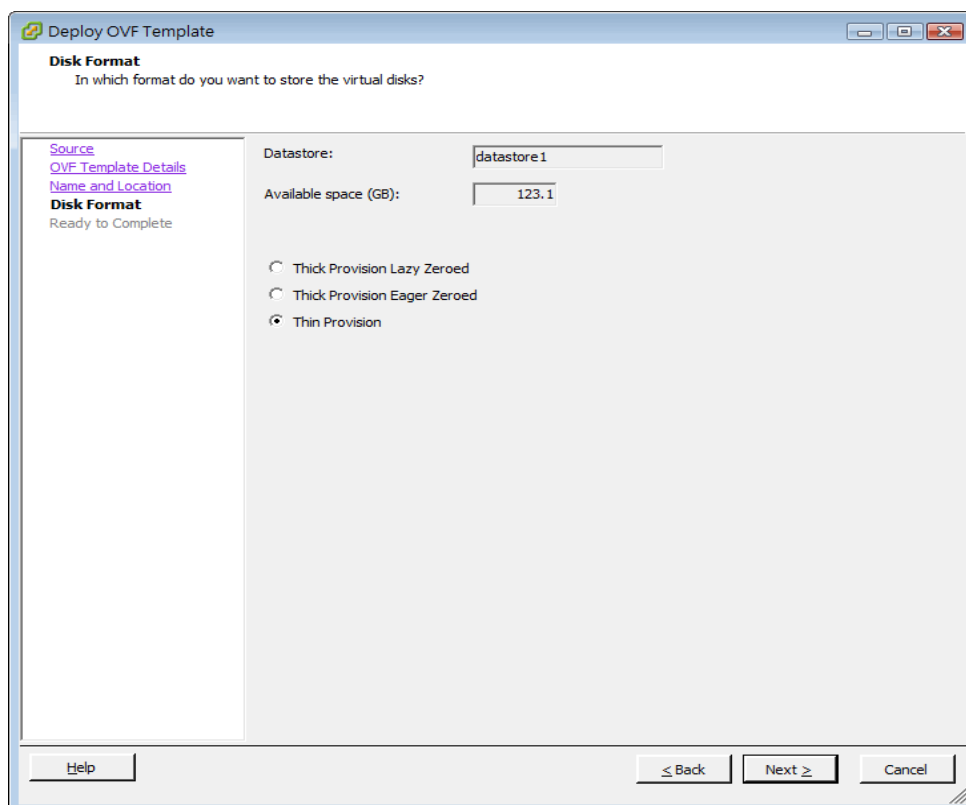 Deploy OVF Template
Disk Format
In which format do you want to store the virtual disks?
Source
OVF Template Details
Name and Location
Disk Format
Ready to Complete
Datastore:
datastore1
Available space (GB):
123.1
Thick Provision Lazy Zeroed
Thick Provision Eager Zeroed
Thin Provision
Help
< Back
Next >
Cancel